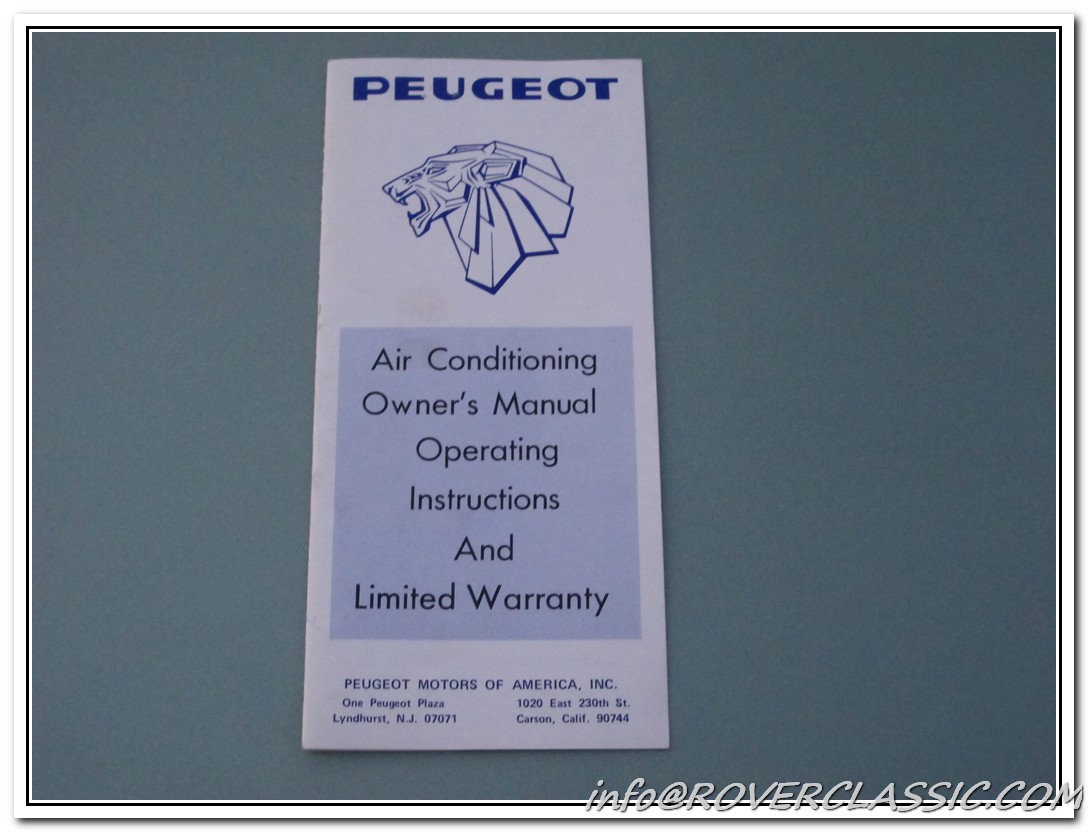 PEUGEOT
Air Conditioning
Owner's Manual
Operating
Instructions
And
Limited Warranty
PEUGEOT MOTORS OF AMERICA, INC.
One Peugeot Plaza
Lyndhurst, N.J. 07071
1020 East 230th St.
Carson, Calif. 90744
info@ROVERCLASSIC.COM